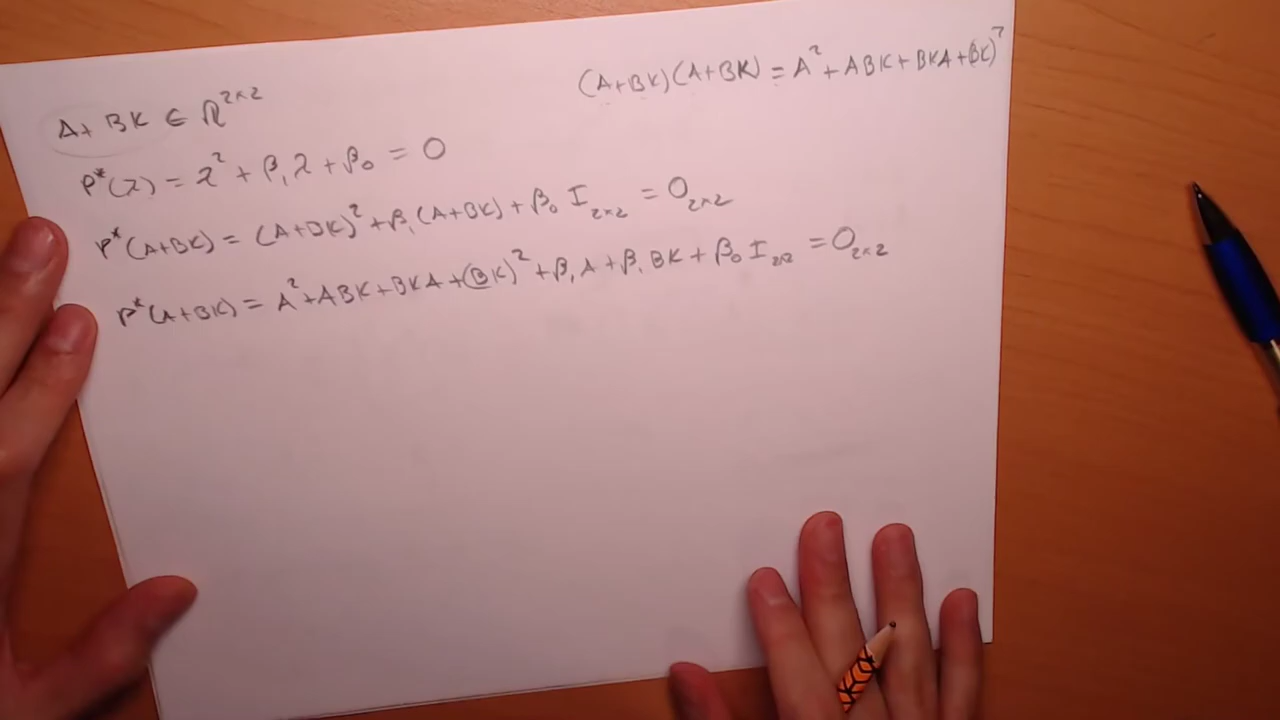 (A+BK)(A+BK) = A² + ABK + BKA + (BK)²
A + BK ∈ ℝ²ˣ²
P*(λ) = λ² + β₁λ + β₀ = 0
P*(A+BK) = (A+BK)² + β₁(A+BK) + β₀ I₂ₓ₂ = 0₂ₓ₂
P*(A+BK) = A² + ABK + BKA + (BK)² + β₁A + β₁BK + β₀ I₂ₓ₂ = 0₂ₓ₂